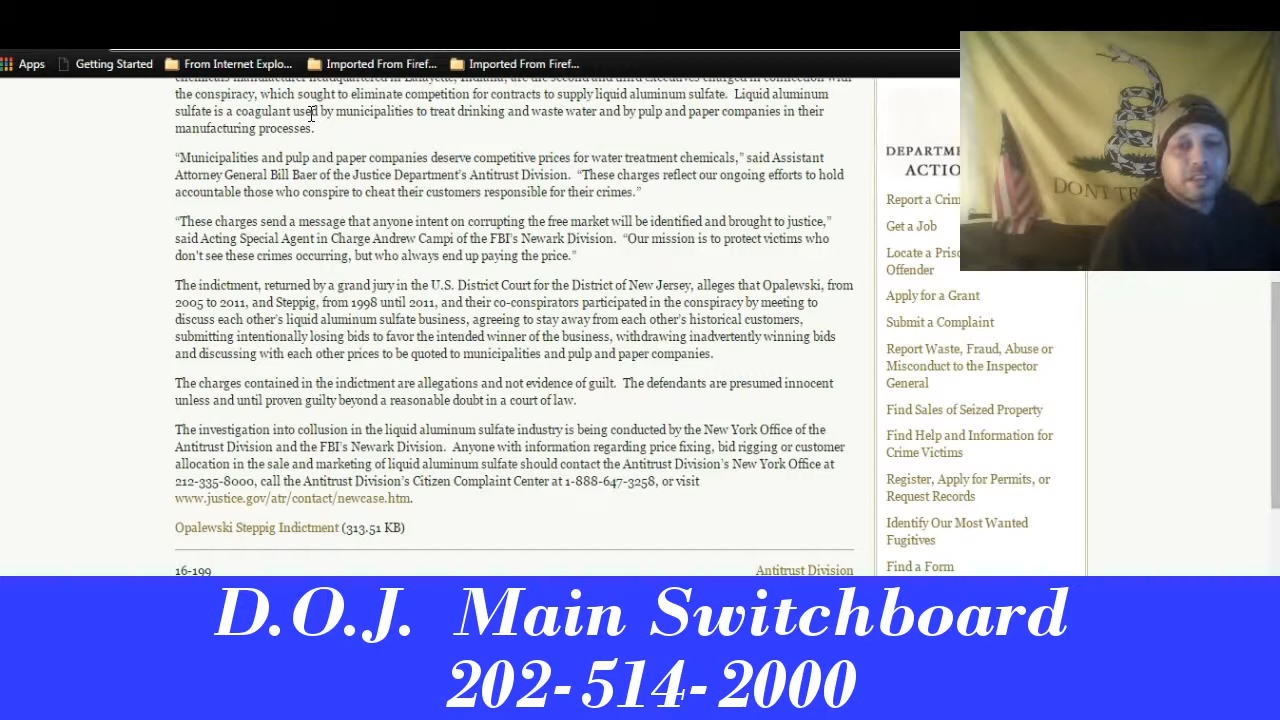 Apps Getting Started From Internet Explo... Imported From Firef... Imported From Firef...
chemicals manufacturer headquartered in Lafayette, Indiana, are the second and third executives charged in connection with
the conspiracy, which sought to eliminate competition for contracts to supply liquid aluminum sulfate.  Liquid aluminum
sulfate is a coagulant used by municipalities to treat drinking and waste water and by pulp and paper companies in their
manufacturing processes.
“Municipalities and pulp and paper companies deserve competitive prices for water treatment chemicals,” said Assistant
Attorney General Bill Baer of the Justice Department’s Antitrust Division.  “These charges reflect our ongoing efforts to hold
accountable those who conspire to cheat their customers responsible for their crimes.”
“These charges send a message that anyone intent on corrupting the free market will be identified and brought to justice,”
said Acting Special Agent in Charge Andrew Campi of the FBI’s Newark Division.  “Our mission is to protect victims who
don’t see these crimes occurring, but who always end up paying the price.”
The indictment, returned by a grand jury in the U.S. District Court for the District of New Jersey, alleges that Opalewski, from
2005 to 2011, and Steppig, from 1998 until 2011, and their co-conspirators participated in the conspiracy by meeting to
discuss each other’s liquid aluminum sulfate business, agreeing to stay away from each other’s historical customers,
submitting intentionally losing bids to favor the intended winner of the business, withdrawing inadvertently winning bids
and discussing with each other prices to be quoted to municipalities and pulp and paper companies.
The charges contained in the indictment are allegations and not evidence of guilt.  The defendants are presumed innocent
unless and until proven guilty beyond a reasonable doubt in a court of law.
The investigation into collusion in the liquid aluminum sulfate industry is being conducted by the New York Office of the
Antitrust Division and the FBI’s Newark Division.  Anyone with information regarding price fixing, bid rigging or customer
allocation in the sale and marketing of liquid aluminum sulfate should contact the Antitrust Division’s New York Office at
212-335-8000, call the Antitrust Division’s Citizen Complaint Center at 1-888-647-3258, or visit
www.justice.gov/atr/contact/newcase.htm.
Opalewski Steppig Indictment (313.51 KB)
16-199 Antitrust Division
DEPARTM
ACTIO
Report a Crim
Get a Job
Locate a Priso
Offender
Apply for a Grant
Submit a Complaint
Report Waste, Fraud, Abuse or
Misconduct to the Inspector
General
Find Sales of Seized Property
Find Help and Information for
Crime Victims
Register, Apply for Permits, or
Request Records
Identify Our Most Wanted
Fugitives
Find a Form
DONT TR
D.O.J. Main Switchboard
202-514-2000